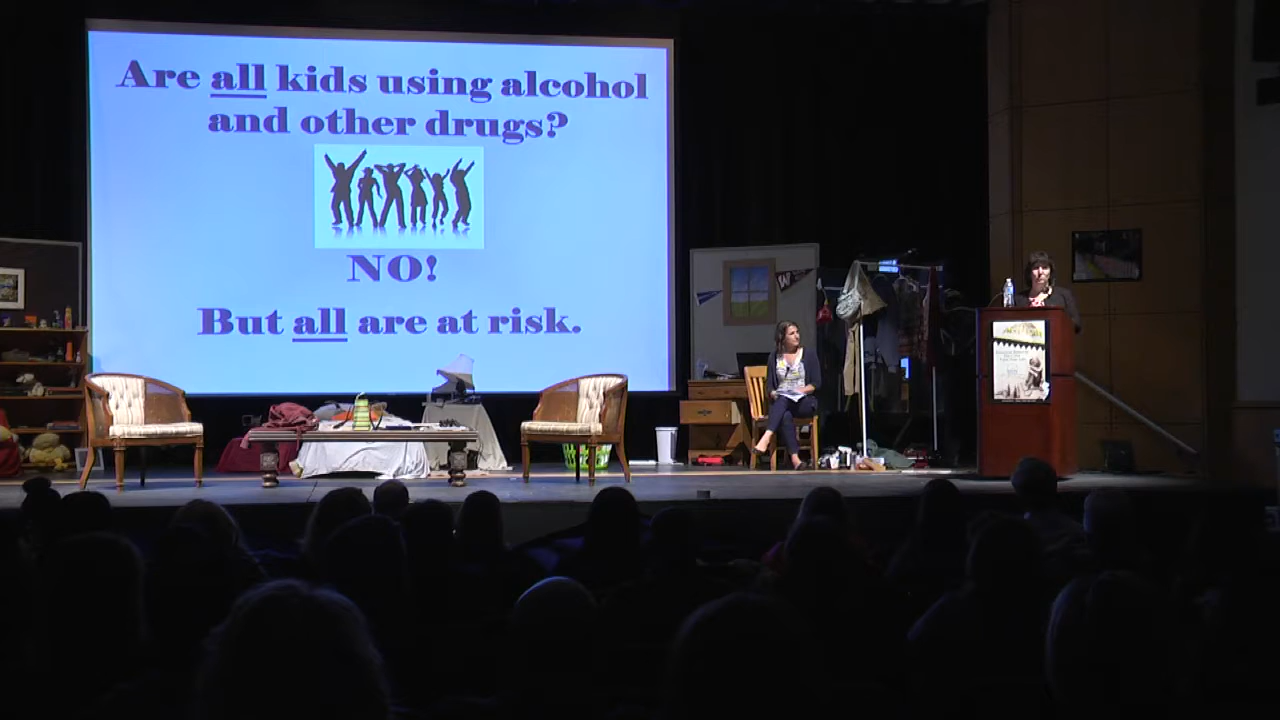 Are all kids using alcohol
and other drugs?
NO!
But all are at risk.
W